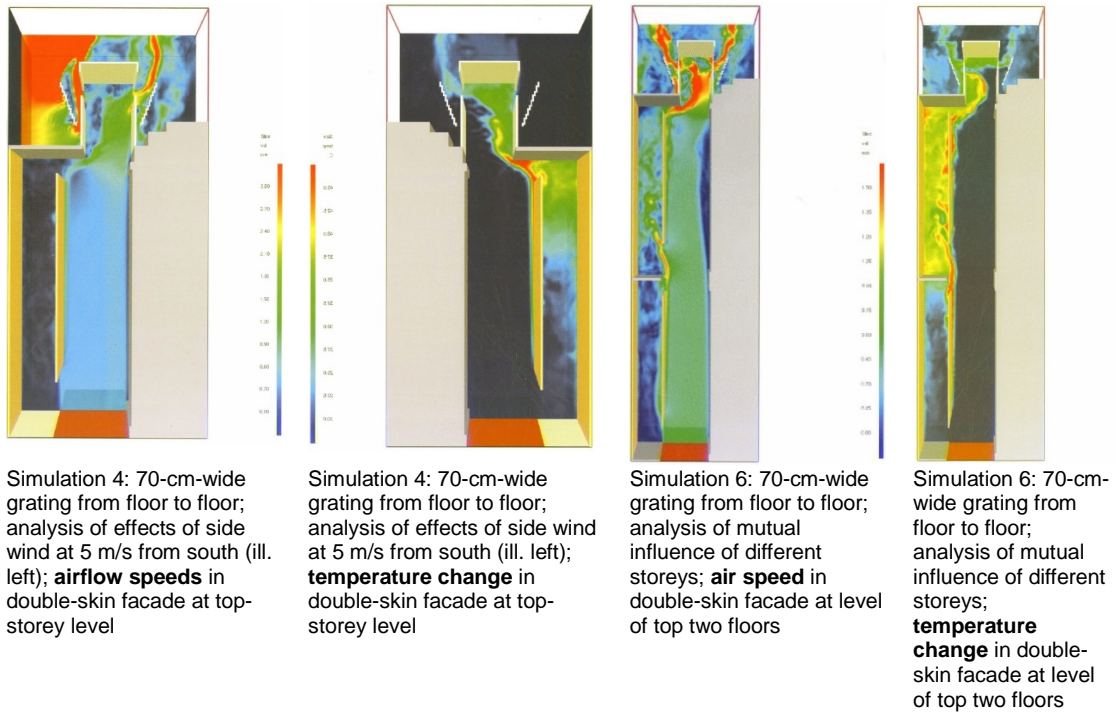 Simulation 4: 70-cm-wide
grating from floor to floor;
analysis of effects of side
wind at 5 m/s from south (ill.
left); airflow speeds in
double-skin facade at top-
storey level
Simulation 4: 70-cm-wide
grating from floor to floor;
analysis of effects of side wind
at 5 m/s from south (ill. left);
temperature change in
double-skin facade at top-
storey level
Simulation 6: 70-cm-wide
grating from floor to floor;
analysis of mutual
influence of different
storeys; air speed in
double-skin facade at level
of top two floors
Simulation 6: 70-cm-
wide grating from
floor to floor;
analysis of mutual
influence of different
storeys;
temperature
change in double-
skin facade at level
of top two floors